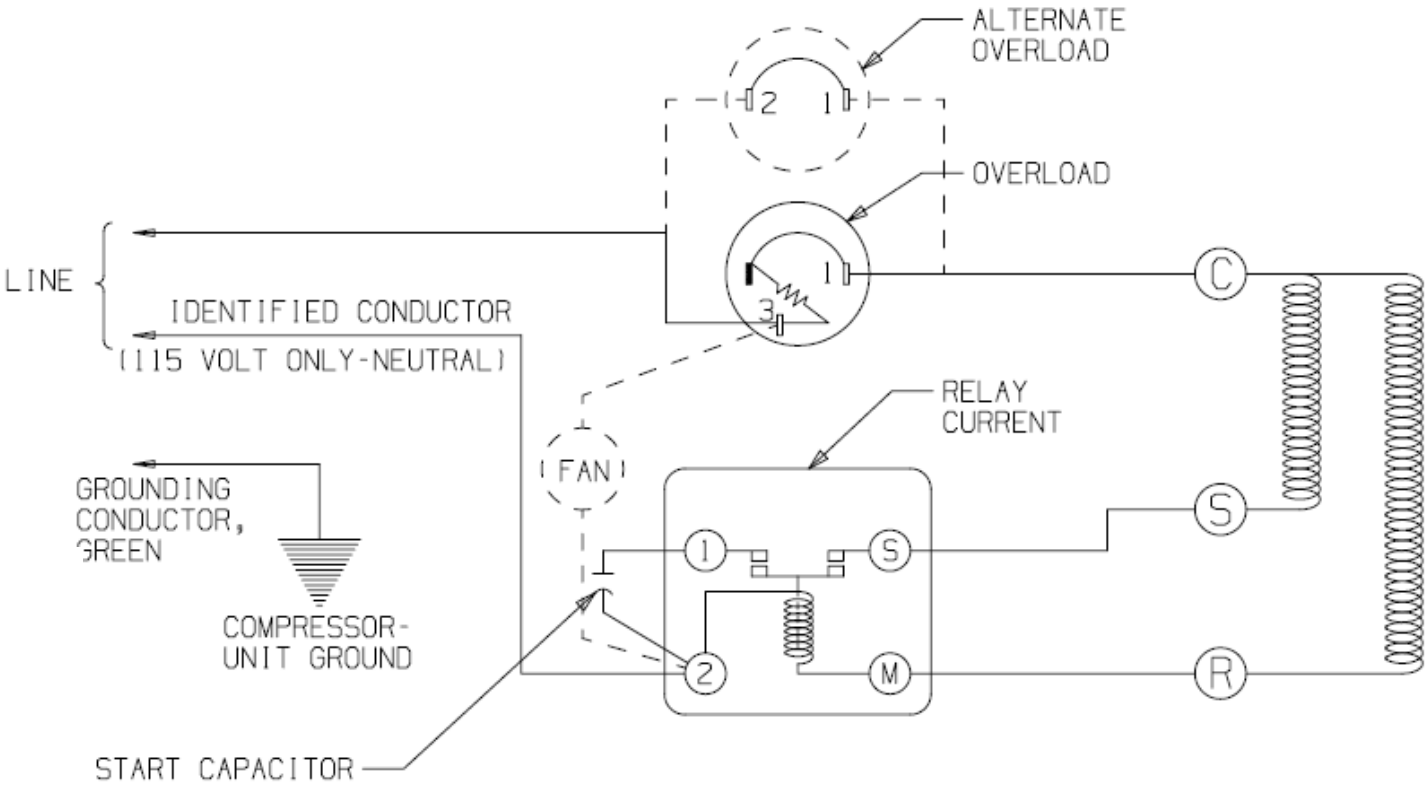 ALTERNATE
OVERLOAD
2 1
OVERLOAD
1
3
LINE
IDENTIFIED CONDUCTOR
(115 VOLT ONLY-NEUTRAL)
C
RELAY
CURRENT
FAN
GROUNDING
CONDUCTOR,
GREEN
S
1 S
COMPRESSOR-
UNIT GROUND
2 M R
START CAPACITOR